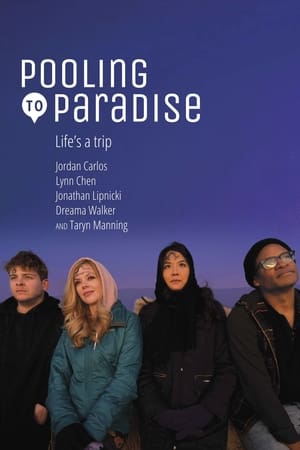 POOLING
TO PARADISE
Life's a trip
Jordan Carlos
Lynn Chen
Jonathan Lipnicki
Dreama Walker
AND Taryn Manning